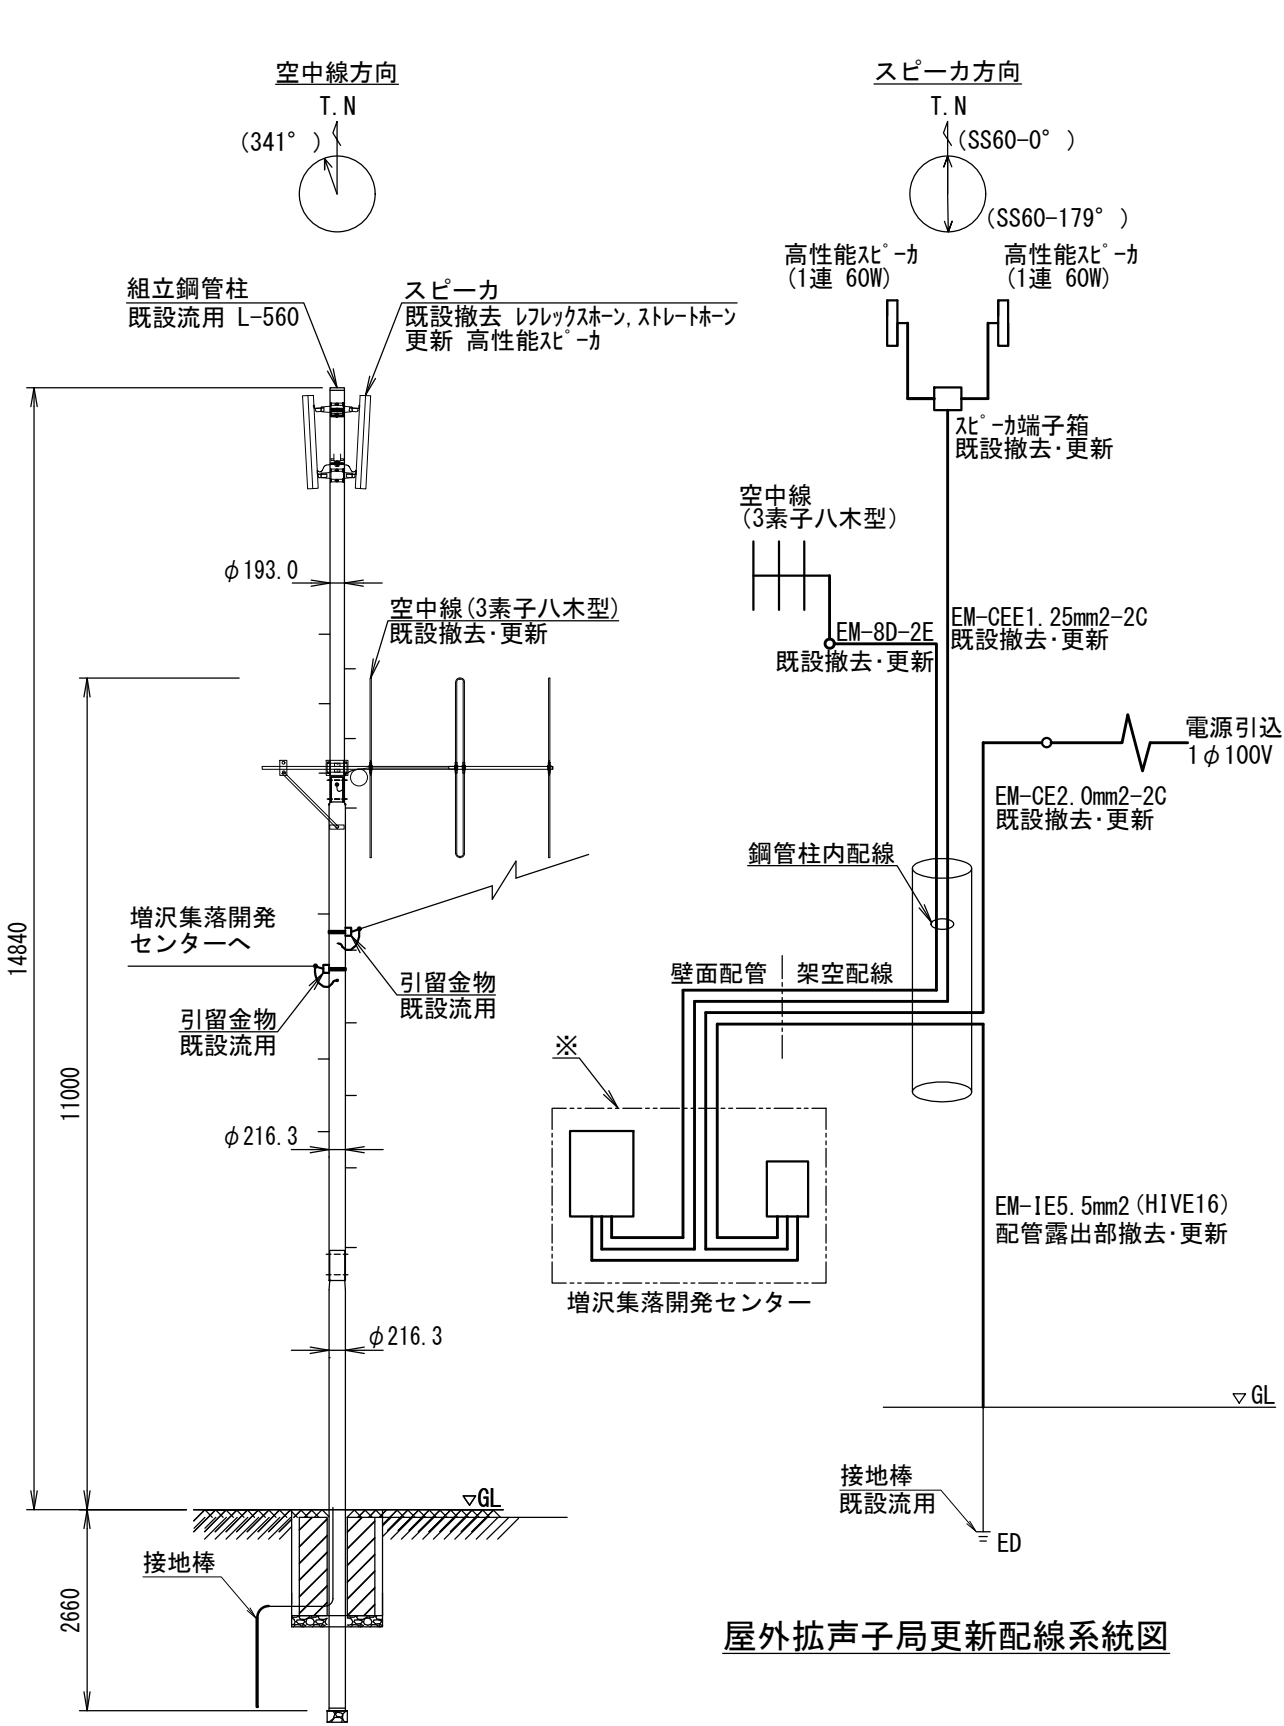 空中線方向
T.N
(341°)
スピーカ方向
T.N
(SS60-0°)
(SS60-179°)
高性能ｽﾋﾟｰｶ
(1連 60W)
高性能ｽﾋﾟｰｶ
(1連 60W)
組立鋼管柱
既設流用 L-560
スピーカ
既設撤去 ﾚﾌﾚｯｸｽﾎｰﾝ,ｽﾄﾚｰﾄﾎｰﾝ
更新 高性能ｽﾋﾟｰｶ
ｽﾋﾟｰｶ端子箱
既設撤去・更新
空中線
(3素子八木型)
φ193.0
空中線(3素子八木型)
既設撤去・更新
EM-8D-2E
既設撤去・更新
EM-CEE1.25mm2-2C
既設撤去・更新
電源引込
1φ100V
EM-CE2.0mm2-2C
既設撤去・更新
鋼管柱内配線
14840
増沢集落開発
センターへ
引留金物
既設流用
引留金物
既設流用
壁面配管
架空配線
※
11000
φ216.3
EM-IE5.5mm2(HIVE16)
配管露出部撤去・更新
増沢集落開発センター
φ216.3
▽GL
▽GL
接地棒
既設流用
ED
接地棒
2660
屋外拡声子局更新配線系統図